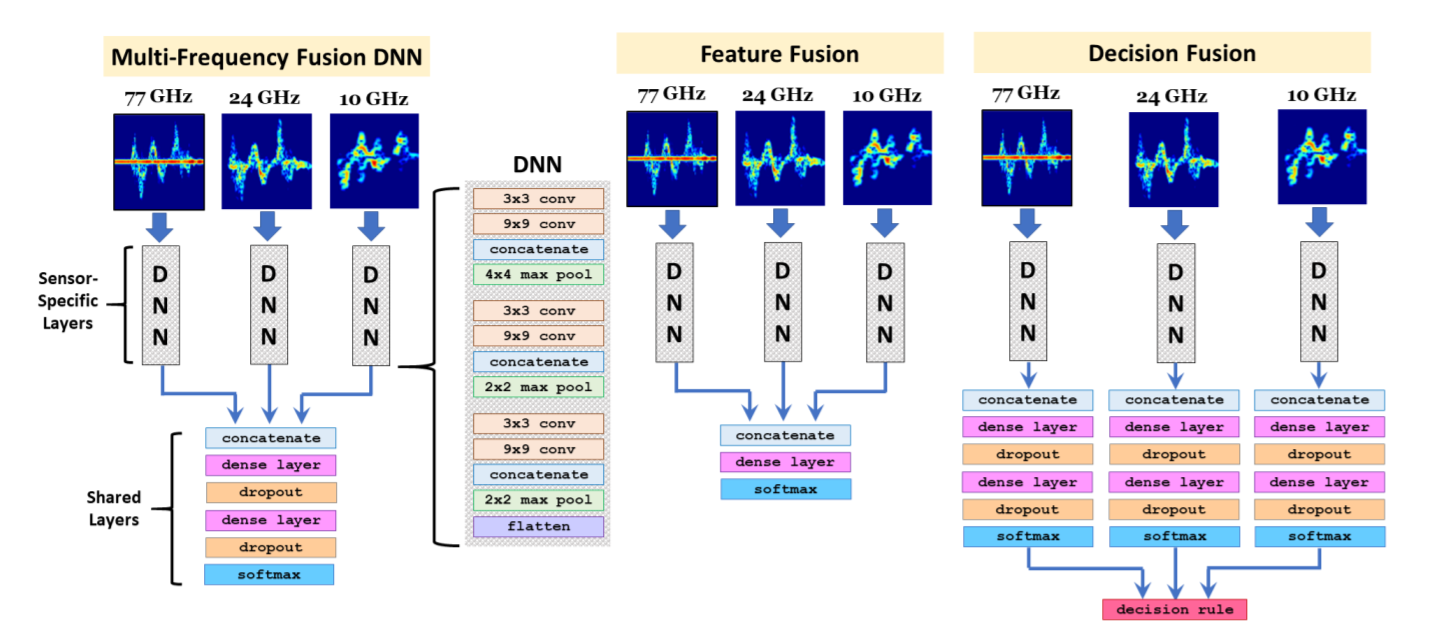 Multi-Frequency Fusion DNN
77 GHz 24 GHz 10 GHz
Sensor-
Specific
Layers
D N N
D N N
D N N
concatenate
dense layer
dropout
dense layer
dropout
softmax
Shared
Layers
DNN
3x3 conv
9x9 conv
concatenate
4x4 max pool
3x3 conv
9x9 conv
concatenate
2x2 max pool
3x3 conv
9x9 conv
concatenate
2x2 max pool
flatten
Feature Fusion
77 GHz 24 GHz 10 GHz
D N N
D N N
D N N
concatenate
dense layer
softmax
Decision Fusion
77 GHz 24 GHz 10 GHz
D N N
D N N
D N N
concatenate concatenate concatenate
dense layer dense layer dense layer
dropout dropout dropout
dense layer dense layer dense layer
dropout dropout dropout
softmax softmax softmax
decision rule